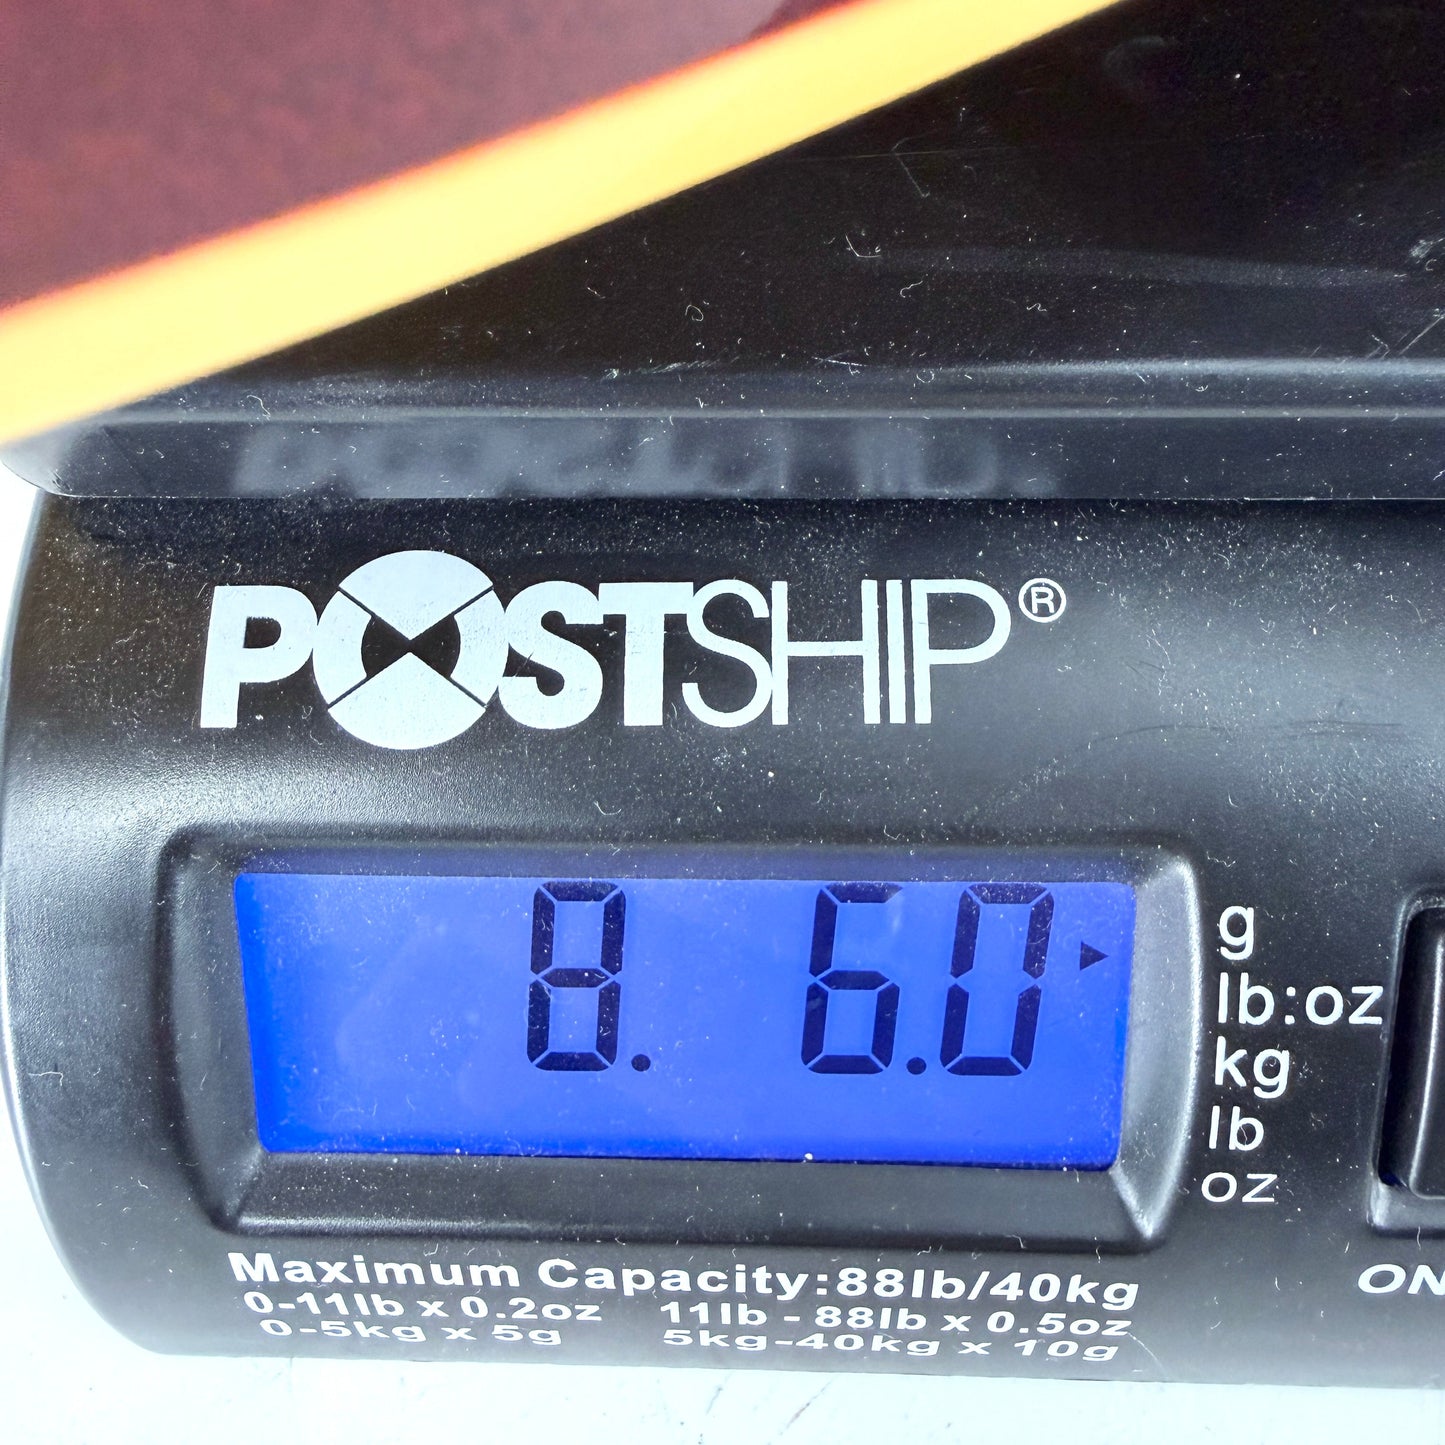 POSTSHIP®
8. 6.0
g
lb:oz
kg
lb
oz
Maximum Capacity:88lb/40kg
0-11lb x 0.2oz 11lb - 88lb x 0.5oz
0-5kg x 5g 5kg-40kg x 10g
ON